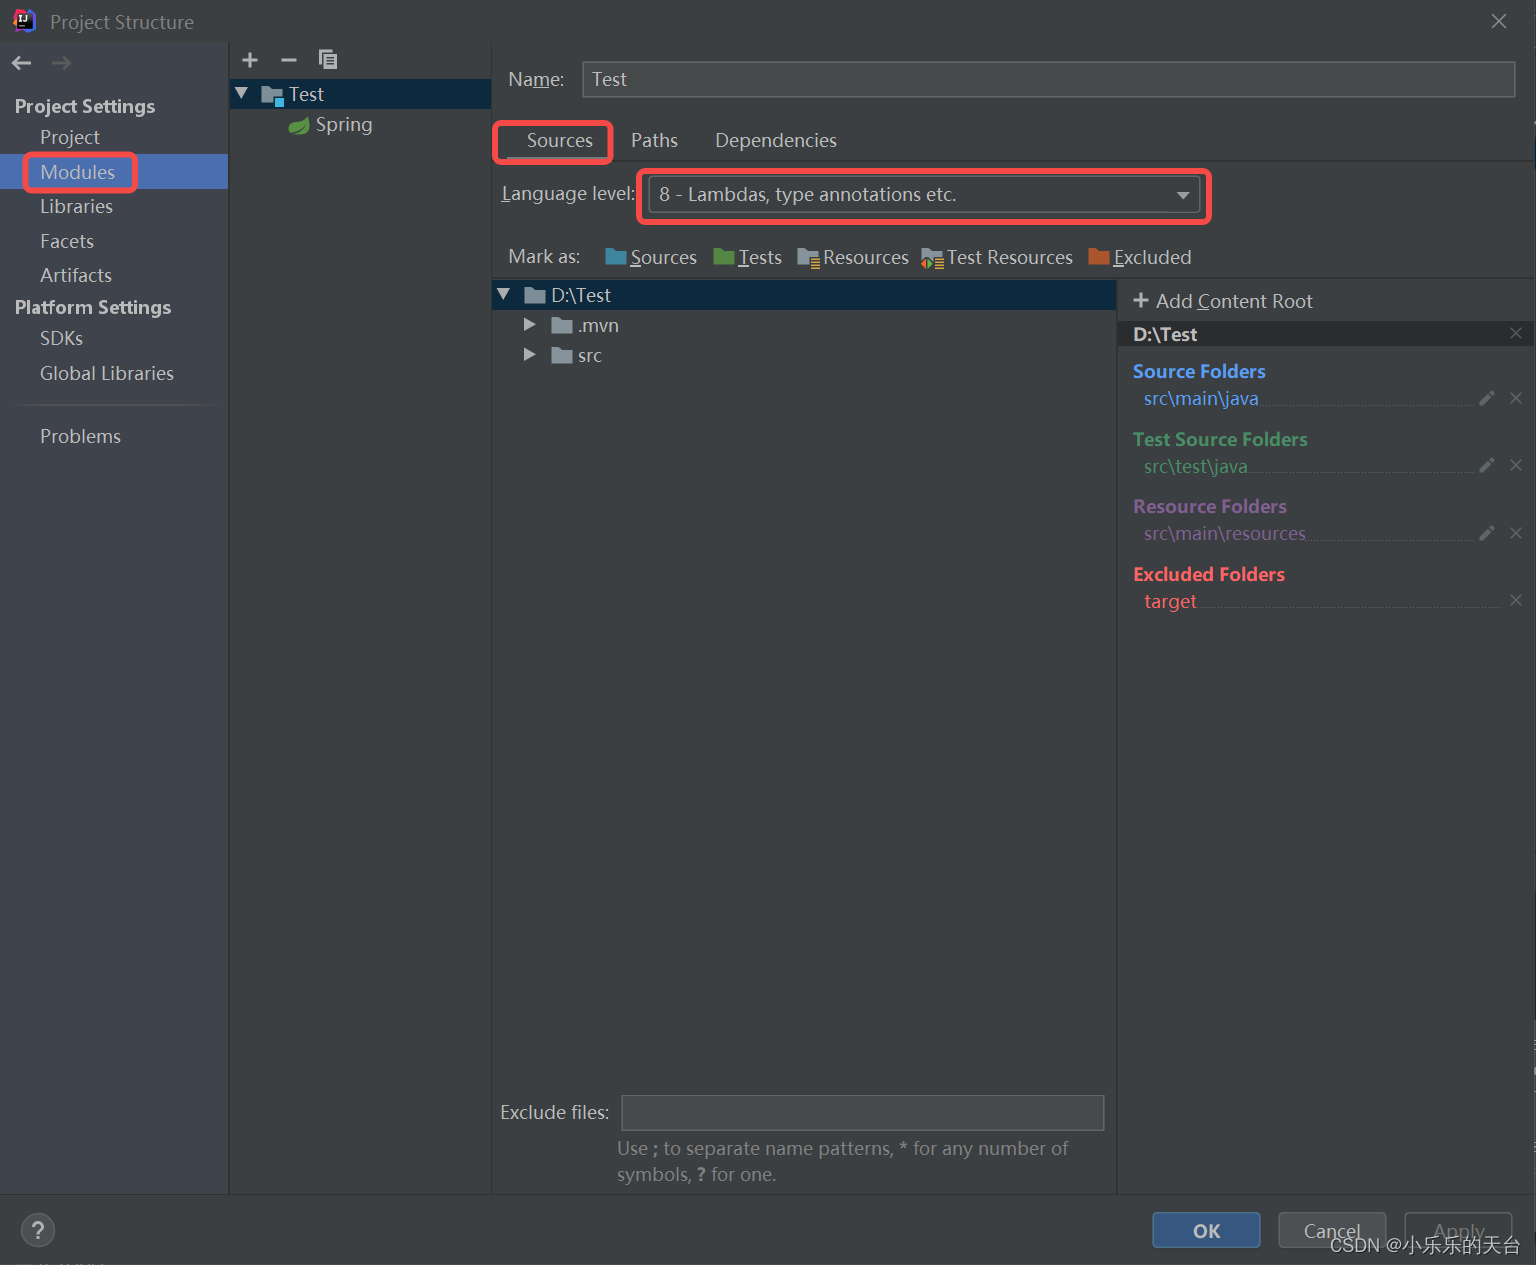 Project Structure
Project Settings
Project
Modules
Libraries
Facets
Artifacts
Platform Settings
SDKs
Global Libraries
Problems
Test
Spring
Name: Test
Sources Paths Dependencies
Language level: 8 - Lambdas, type annotations etc.
Mark as: Sources Tests Resources Test Resources Excluded
D:\Test
.mvn
src
Add Content Root
D:\Test
Source Folders
src\main\java
Test Source Folders
src\test\java
Resource Folders
src\main\resources
Excluded Folders
target
Exclude files:
Use ; to separate name patterns, * for any number of
symbols, ? for one.
?
OK Cancel Apply
CSDN @小乐乐的天台